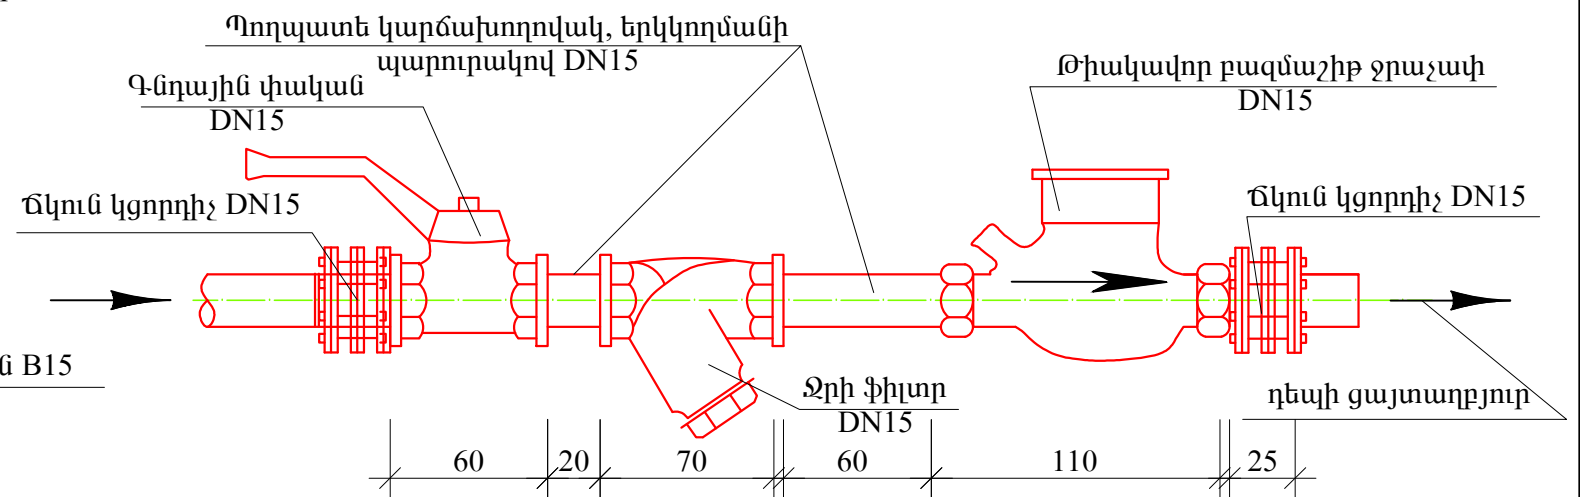 Պողպատե կարճախողովակ, երկկողմանի
պարուրակով DN15
Գնդային փական
DN15
Թիակավոր բազմաշիթ ջրաչափ
DN15
Ճկուն կցորդիչ DN15
Ճկուն կցորդիչ DN15
B15
Ջրի ֆիլտր
DN15
դեպի ցայտաղբյուր
60
20
70
60
110
25